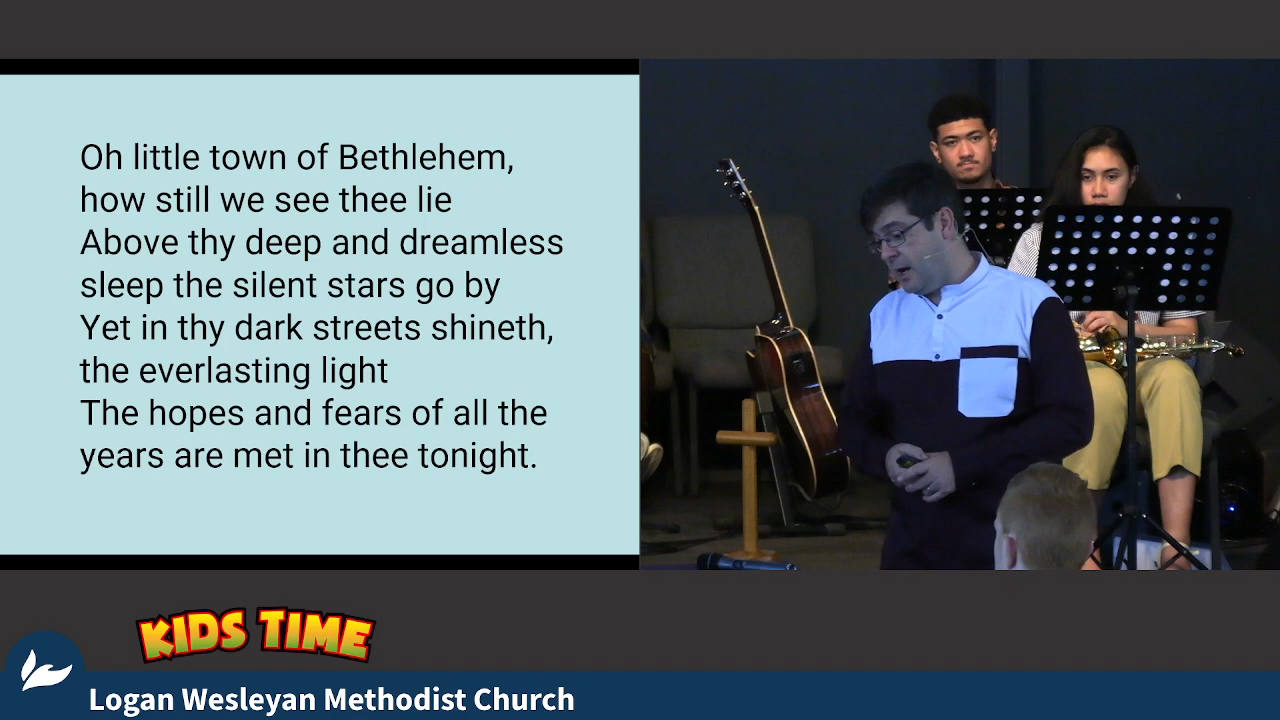 Oh little town of Bethlehem,
how still we see thee lie
Above thy deep and dreamless
sleep the silent stars go by
Yet in thy dark streets shineth,
the everlasting light
The hopes and fears of all the
years are met in thee tonight.
KIDS TIME
Logan Wesleyan Methodist Church